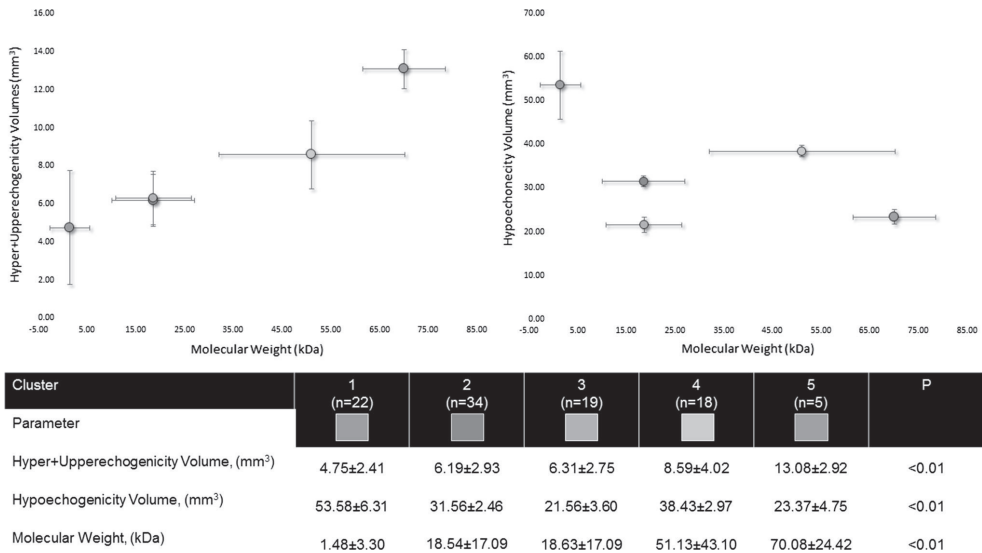 Hyper+Upperechogenicity Volumes (mm³)
16.00
14.00
12.00
10.00
8.00
6.00
4.00
2.00
0.00
-5.00 5.00 15.00 25.00 35.00 45.00 55.00 65.00 75.00 85.00
Molecular Weight (kDa)
Hypoechonecity Volume (mm³)
70.00
60.00
50.00
40.00
30.00
20.00
10.00
0.00
-5.00 5.00 15.00 25.00 35.00 45.00 55.00 65.00 75.00 85.00
Molecular Weight (kDa)
Cluster 1 2 3 4 5 P
(n=22) (n=34) (n=19) (n=18) (n=5)
Parameter
Hyper+Upperechogenicity Volume, (mm³) 4.75±2.41 6.19±2.93 6.31±2.75 8.59±4.02 13.08±2.92 <0.01
Hypoechogenicity Volume, (mm³) 53.58±6.31 31.56±2.46 21.56±3.60 38.43±2.97 23.37±4.75 <0.01
Molecular Weight, (kDa) 1.48±3.30 18.54±17.09 18.63±17.09 51.13±43.10 70.08±24.42 <0.01